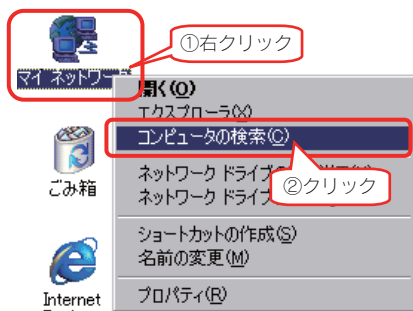 ①右クリック
マイ ネットワーク
開く(O)
エクスプローラ(X)
コンピュータの検索(C)
ネットワーク ドライブ
②クリック
ネットワーク ドライブ
ごみ箱
ショートカットの作成(S)
名前の変更(M)
Internet
プロパティ(R)